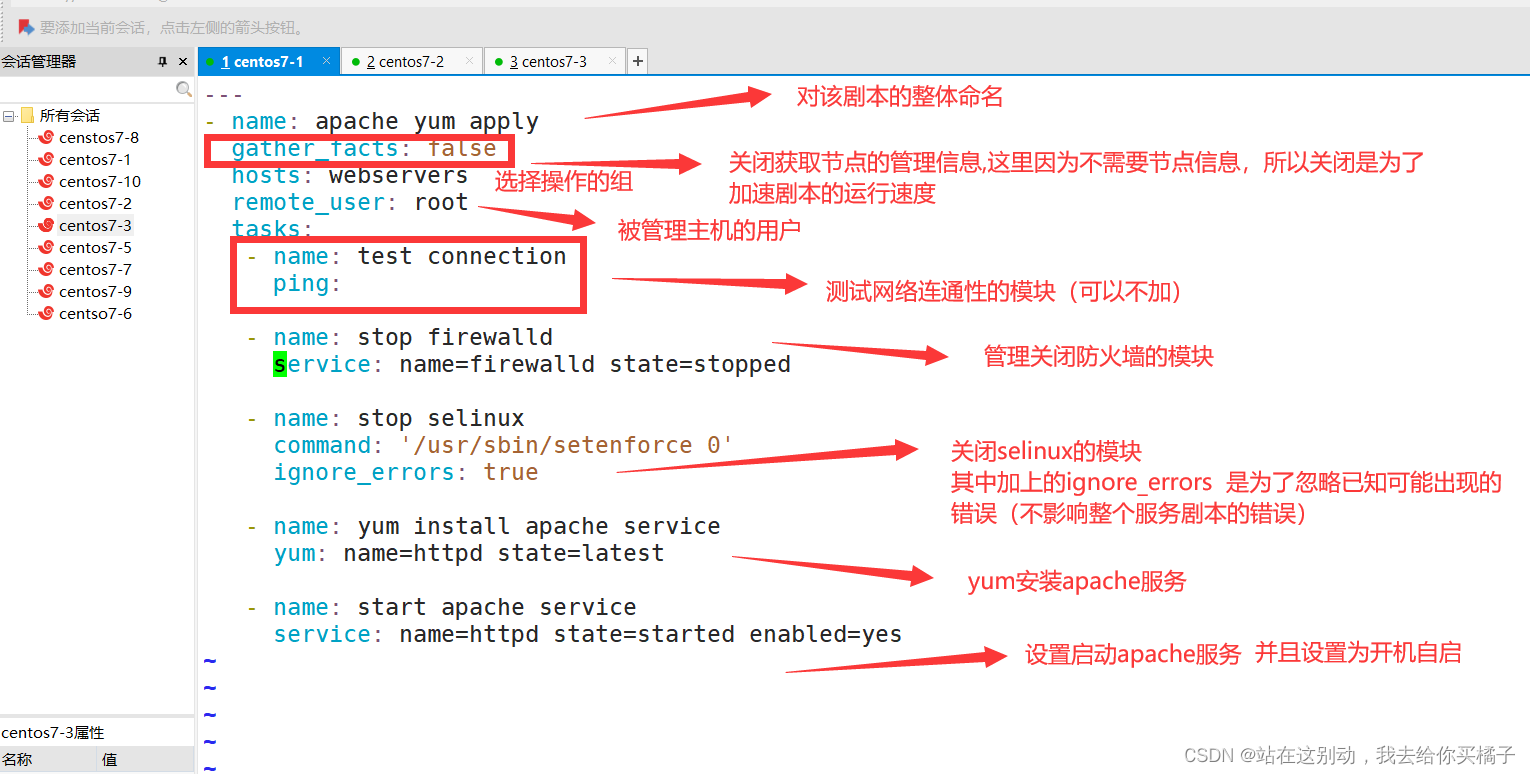 要添加当前会话，点击左侧的箭头按钮。
会话管理器
1 centos7-1
2 centos7-2
3 centos7-3
所有会话
censtos7-8
centos7-1
centos7-10
centos7-2
centos7-3
centos7-5
centos7-7
centos7-9
centso7-6
centos7-3属性
名称 值
---
- name: apache yum apply
对该剧本的整体命名
gather_facts: false
关闭获取节点的管理信息,这里因为不需要节点信息，所以关闭是为了
加速剧本的运行速度
hosts: webservers
选择操作的组
remote_user: root
被管理主机的用户
tasks:
- name: test connection
ping:
测试网络连通性的模块（可以不加）
- name: stop firewalld
service: name=firewalld state=stopped
管理关闭防火墙的模块
- name: stop selinux
command: '/usr/sbin/setenforce 0'
ignore_errors: true
关闭selinux的模块
其中加上的ignore_errors 是为了忽略已知可能出现的
错误（不影响整个服务剧本的错误）
- name: yum install apache service
yum: name=httpd state=latest
yum安装apache服务
- name: start apache service
service: name=httpd state=started enabled=yes
设置启动apache服务 并且设置为开机自启
~
~
~
~
~
CSDN @站在这别动，我去给你买橘子